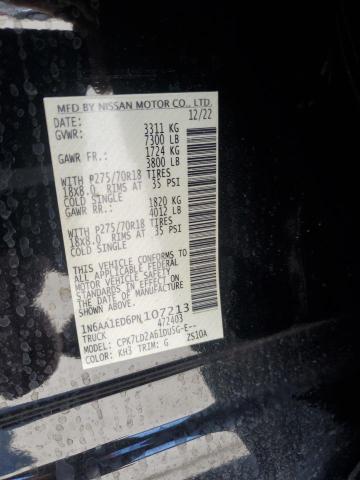 MFD BY NISSAN MOTOR CO., LTD.
DATE: 12/22
GVWR: 3311 KG
7300 LB
GAWR FR.: 1724 KG
3800 LB
WITH P275/70R18 TIRES
18X8.0 RIMS AT 35 PSI
COLD SINGLE
GAWR RR.: 1820 KG
4012 LB
WITH P275/70R18 TIRES
18X8.0 RIMS AT 35 PSI
COLD SINGLE
THIS VEHICLE CONFORMS TO
ALL APPLICABLE FEDERAL
MOTOR VEHICLE SAFETY
STANDARDS IN EFFECT ON
THE DATE OF MANUFACTURE
SHOWN ABOVE.
1N6AA1ED6PN107213
TRUCK 472403
MODEL: CPK7LD2A61DUSG-E--
COLOR: KH3 TRIM: G ZS10A